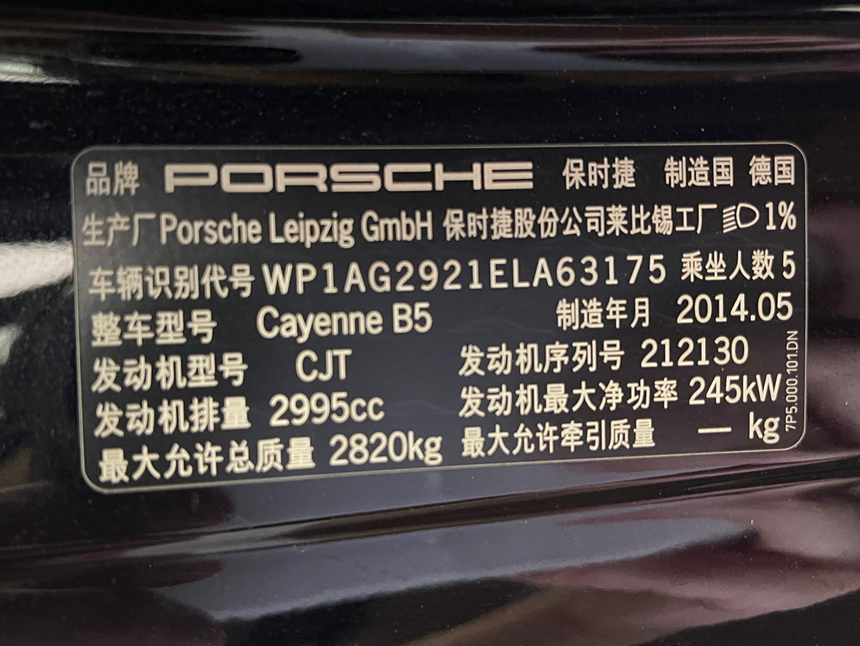 品牌 PORSCHE 保时捷 制造国 德国
生产厂 Porsche Leipzig GmbH 保时捷股份公司莱比锡工厂 1%
车辆识别代号 WP1AG2921ELA63175 乘坐人数 5
整车型号 Cayenne B5 制造年月 2014.05
发动机型号 CJT 发动机序列号 212130
发动机排量 2995cc 发动机最大净功率 245kW
最大允许总质量 2820kg 最大允许牵引质量 — kg
7P5.000.101.DN